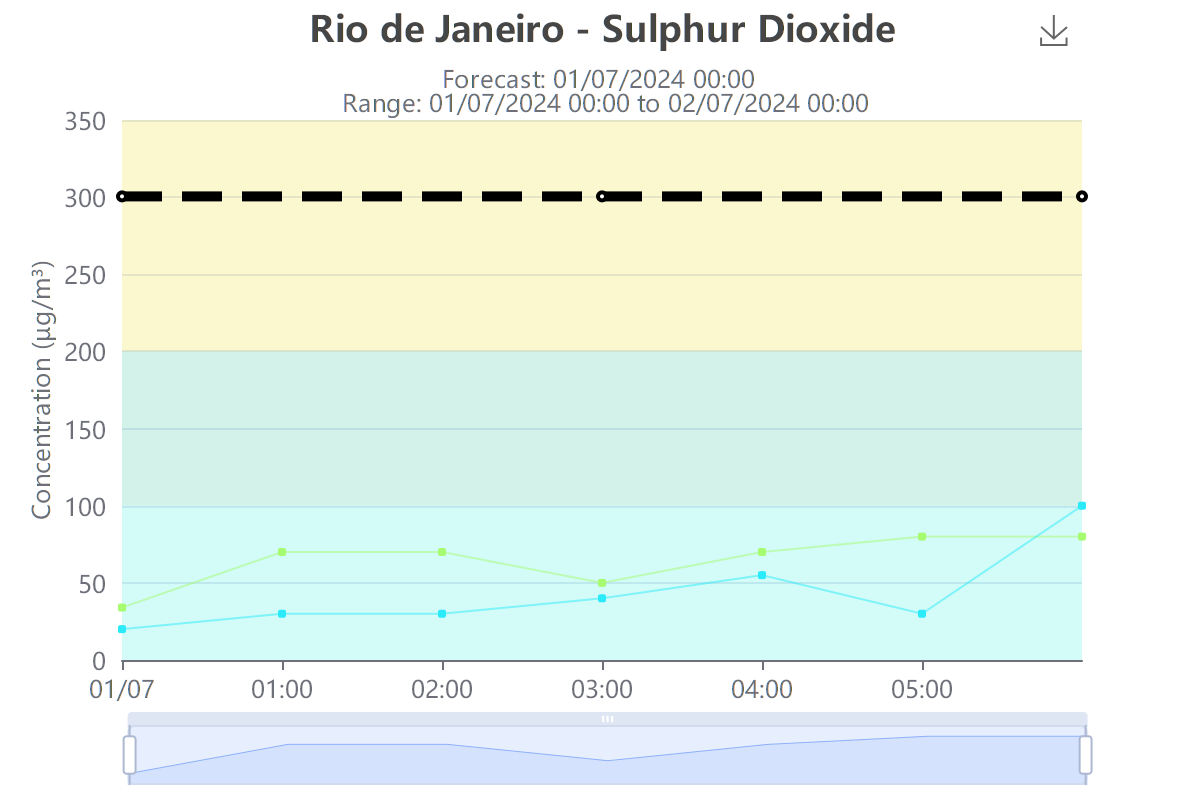 Rio de Janeiro - Sulphur Dioxide
Forecast: 01/07/2024 00:00
Range: 01/07/2024 00:00 to 02/07/2024 00:00
Concentration (µg/m³)
350
300
250
200
150
100
50
0
01/07 01:00 02:00 03:00 04:00 05:00